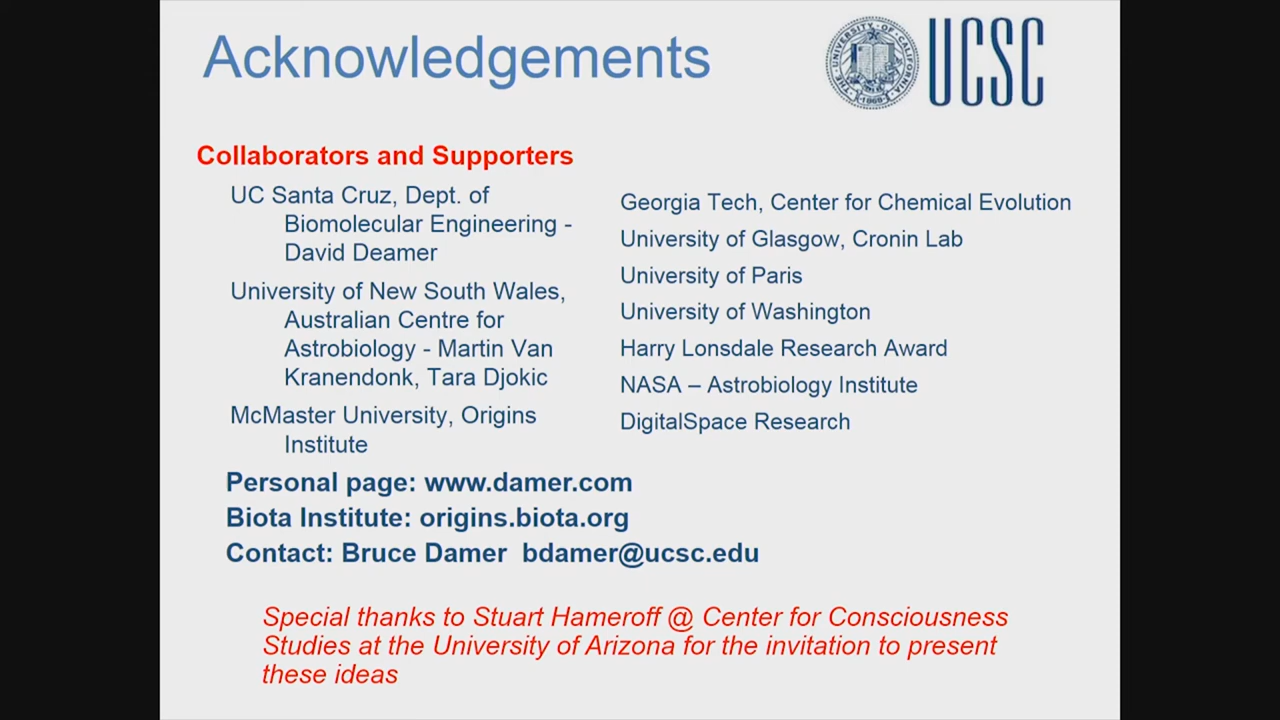 Acknowledgements
THE UNIVERSITY OF CALIFORNIA
1868
UCSC
Collaborators and Supporters
UC Santa Cruz, Dept. of
Biomolecular Engineering -
David Deamer
University of New South Wales,
Australian Centre for
Astrobiology - Martin Van
Kranendonk, Tara Djokic
McMaster University, Origins
Institute
Georgia Tech, Center for Chemical Evolution
University of Glasgow, Cronin Lab
University of Paris
University of Washington
Harry Lonsdale Research Award
NASA – Astrobiology Institute
DigitalSpace Research
Personal page: www.damer.com
Biota Institute: origins.biota.org
Contact: Bruce Damer bdamer@ucsc.edu
Special thanks to Stuart Hameroff @ Center for Consciousness
Studies at the University of Arizona for the invitation to present
these ideas